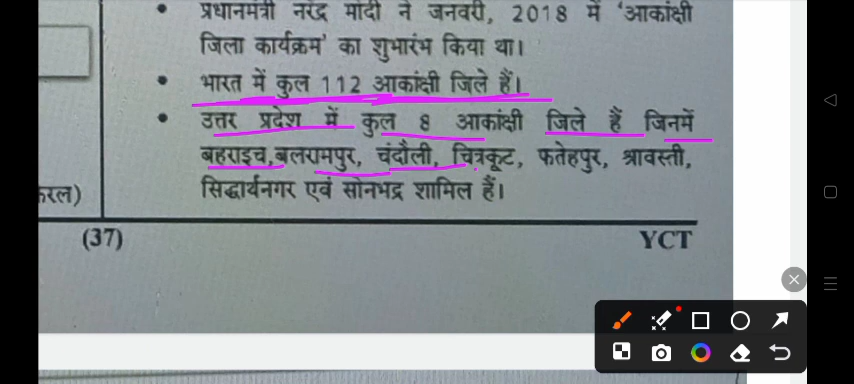 • प्रधानमंत्री नरेंद्र मोदी ने जनवरी, 2018 में 'आकांक्षी
जिला कार्यक्रम' का शुभारंभ किया था।
• भारत में कुल 112 आकांक्षी जिले हैं।
• उत्तर प्रदेश में कुल 8 आकांक्षी जिले हैं जिनमें
बहराइच,बलरामपुर, चंदौली, चित्रकूट, फतेहपुर, श्रावस्ती,
सिद्धार्थनगर एवं सोनभद्र शामिल हैं।
(37) YCT